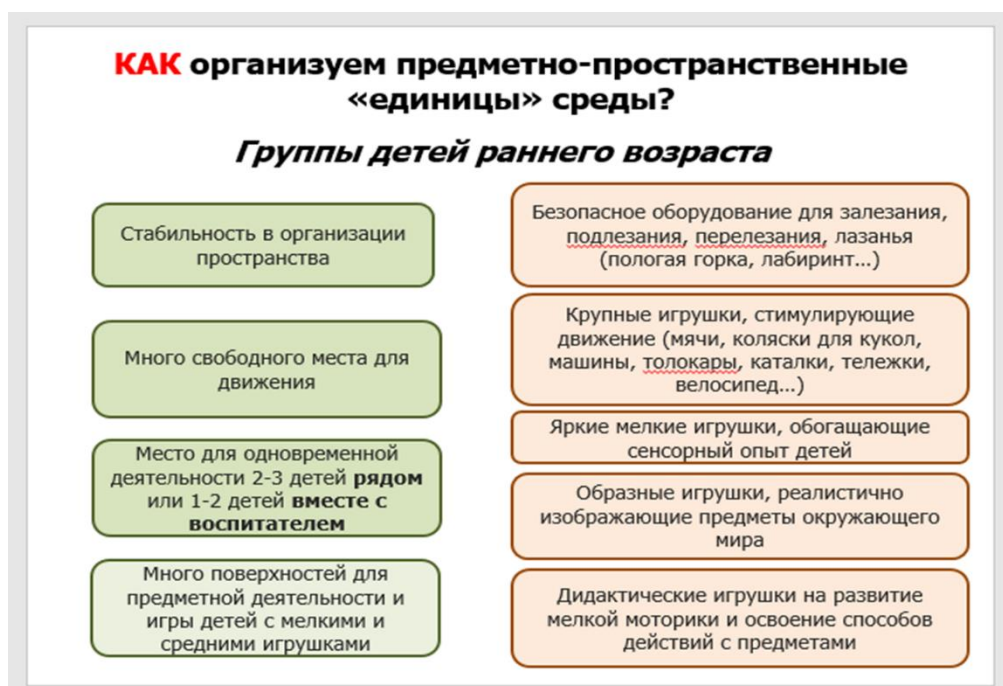 КАК организуем предметно-пространственные
«единицы» среды?
Группы детей раннего возраста
Стабильность в организации
пространства
Много свободного места для
движения
Место для одновременной
деятельности 2-3 детей рядом
или 1-2 детей вместе с
воспитателем
Много поверхностей для
предметной деятельности и
игры детей с мелкими и
средними игрушками
Безопасное оборудование для залезания,
подлезания, перелезания, лазанья
(пологая горка, лабиринт...)
Крупные игрушки, стимулирующие
движение (мячи, коляски для кукол,
машины, толокары, каталки, тележки,
велосипед...)
Яркие мелкие игрушки, обогащающие
сенсорный опыт детей
Образные игрушки, реалистично
изображающие предметы окружающего
мира
Дидактические игрушки на развитие
мелкой моторики и освоение способов
действий с предметами